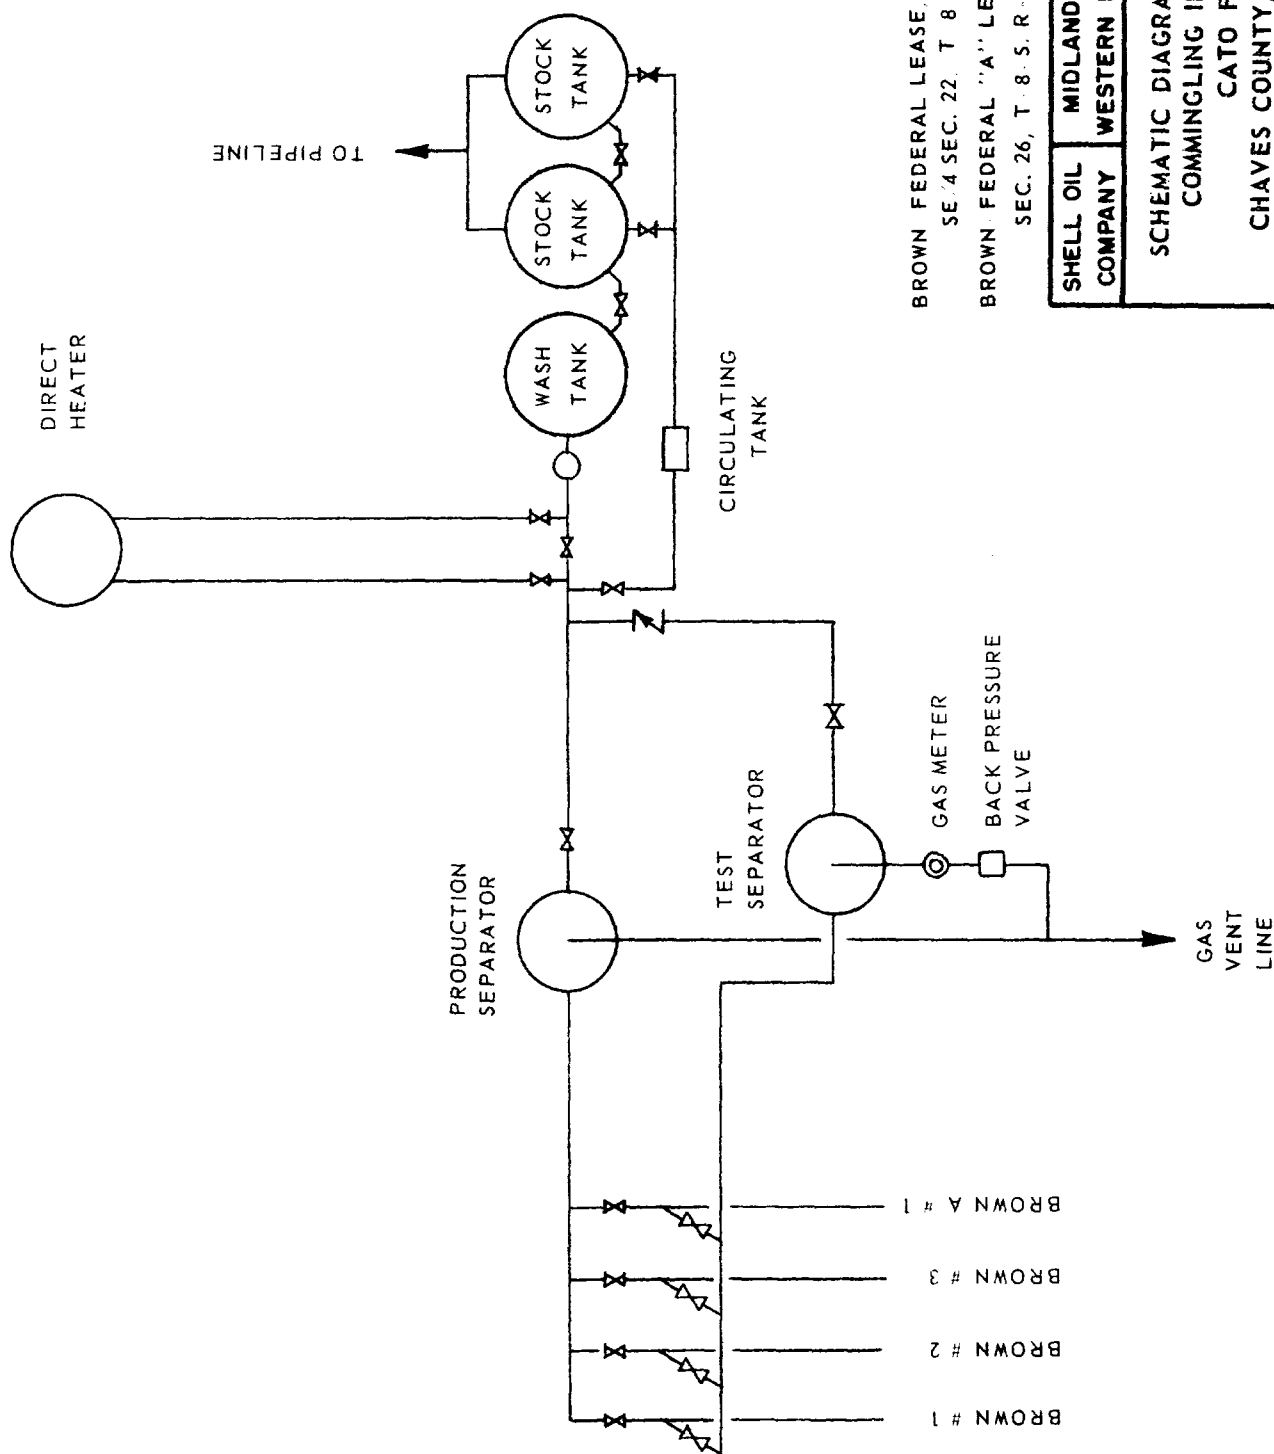 DIRECT
HEATER
TO PIPELINE
STOCK
TANK
STOCK
TANK
WASH
TANK
CIRCULATING
TANK
PRODUCTION
SEPARATOR
TEST
SEPARATOR
GAS METER
BACK PRESSURE
VALVE
GAS
VENT
LINE
BROWN A # 1
BROWN # 3
BROWN # 2
BROWN # 1
BROWN FEDERAL LEASE,
SE/4 SEC. 22 T 8
BROWN FEDERAL "A" LE
SEC. 26, T - 8 - S, R -
SHELL OIL
COMPANY
MIDLAND
WESTERN
SCHEMATIC DIAGRA
COMMINGLING I
CATO F
CHAVES COUNTY,